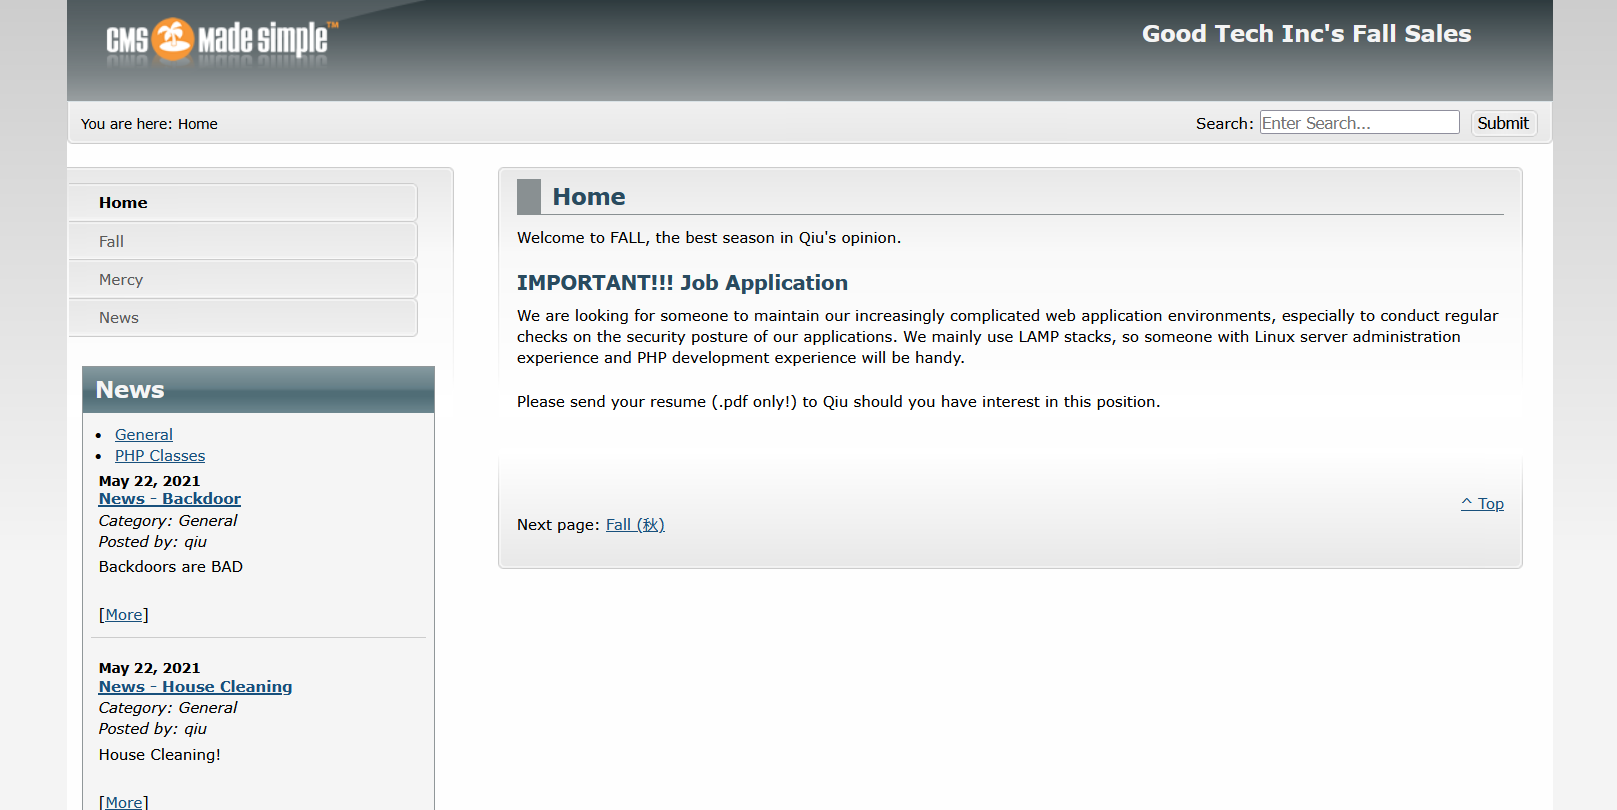 CMS Made Simple™
Good Tech Inc's Fall Sales
You are here: Home
Search: Enter Search... Submit
Home
Fall
Mercy
News
News
• General
• PHP Classes
May 22, 2021
News - Backdoor
Category: General
Posted by: qiu
Backdoors are BAD
[More]
May 22, 2021
News - House Cleaning
Category: General
Posted by: qiu
House Cleaning!
[More]
Home
Welcome to FALL, the best season in Qiu's opinion.
IMPORTANT!!! Job Application
We are looking for someone to maintain our increasingly complicated web application environments, especially to conduct regular
checks on the security posture of our applications. We mainly use LAMP stacks, so someone with Linux server administration
experience and PHP development experience will be handy.
Please send your resume (.pdf only!) to Qiu should you have interest in this position.
^ Top
Next page: Fall (秋)